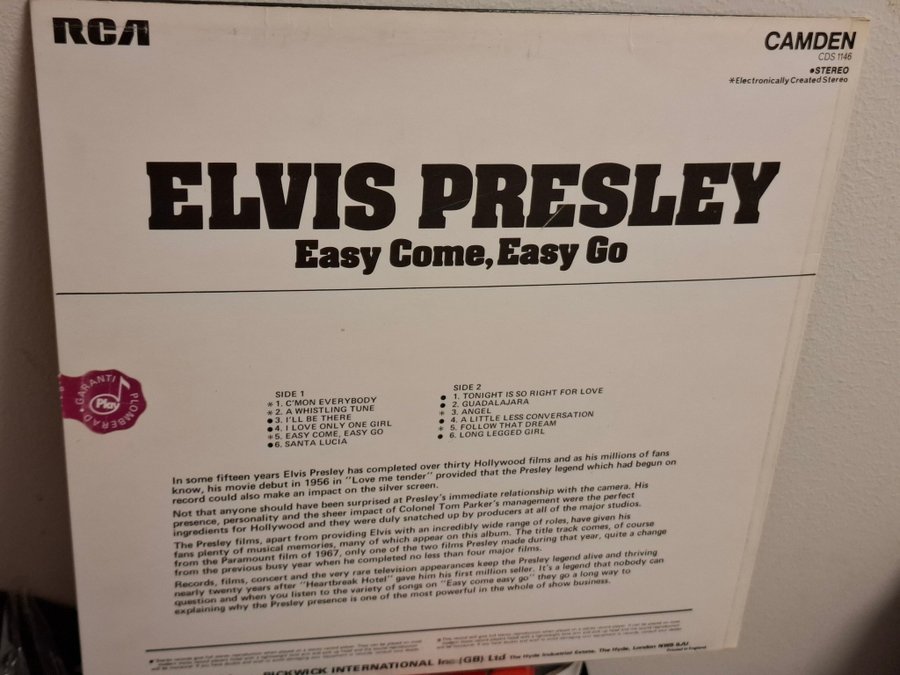 RCA
CAMDEN
CDS 1146
●STEREO
*Electronically Created Stereo
ELVIS PRESLEY
Easy Come, Easy Go
GARANTI
Play
PLOMBERAD
SIDE 1
*1. C'MON EVERYBODY
*2. A WHISTLING TUNE
●3. I'LL BE THERE
●4. I LOVE ONLY ONE GIRL
*5. EASY COME, EASY GO
●6. SANTA LUCIA
SIDE 2
● 1. TONIGHT IS SO RIGHT FOR LOVE
● 2. GUADALAJARA
* 3. ANGEL
● 4. A LITTLE LESS CONVERSATION
* 5. FOLLOW THAT DREAM
● 6. LONG LEGGED GIRL
In some fifteen years Elvis Presley has completed over thirty Hollywood films and as his millions of fans
know, his movie debut in 1956 in "Love me tender" provided that the Presley legend which had begun on
record could also make an impact on the silver screen.
Not that anyone should have been surprised at Presley's immediate relationship with the camera. His
presence, personality and the sheer impact of Colonel Tom Parker's management were the perfect
ingredients for Hollywood and they were duly snatched up by producers at all of the major studios.
The Presley films, apart from providing Elvis with an incredibly wide range of roles, have given his
fans plenty of musical memories, many of which appear on this album. The title track comes, of course
from the Paramount film of 1967, only one of the two films Presley made during that year, quite a change
from the previous busy year when he completed no less than four major films.
Records, films, concert and the very rare television appearances keep the Presley legend alive and thriving
nearly twenty years after "Heartbreak Hotel" gave him his first million seller. It's a legend that nobody can
question and when you listen to the variety of songs on "Easy come easy go" they go a long way to
explaining why the Presley presence is one of the most powerful in the whole of show business.
PICKWICK INTERNATIONAL Inc (GB) Ltd The Hyde Industrial Estate, The Hyde, London NW9 6JU
Printed in England